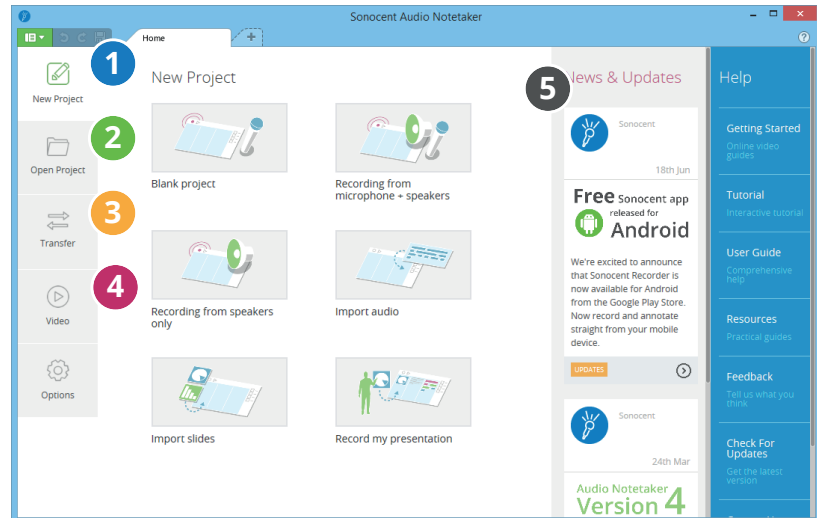 Sonocent Audio Notetaker
Home
1
New Project
2
Open Project
3
Transfer
4
Video
Options
New Project
Blank project
Recording from
microphone + speakers
Recording from speakers
only
Import audio
Import slides
Record my presentation
5
News & Updates
Sonocent
18th Jun
Free Sonocent app
released for
Android
We're excited to announce
that Sonocent Recorder is
now available for Android
from the Google Play Store.
Now record and annotate
straight from your mobile
device.
UPDATES
Sonocent
24th Mar
Audio Notetaker
Version 4
Help
Getting Started
Online video
guides
Tutorial
Interactive tutorial
User Guide
Comprehensive
help
Resources
Practical guides
Feedback
Tell us what you
think
Check For
Updates
Get the latest
version